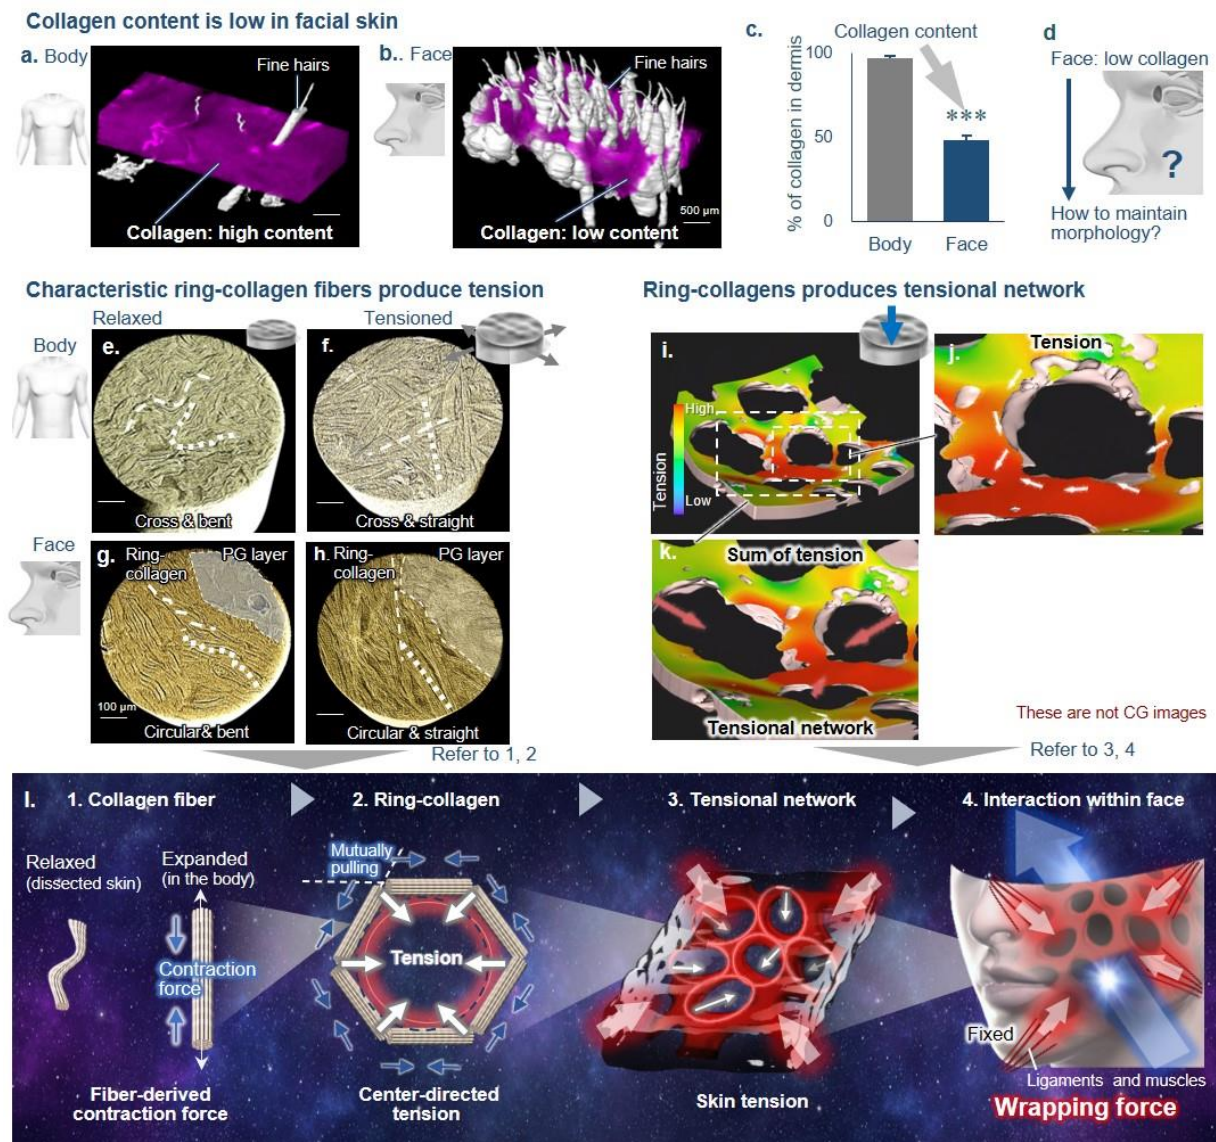 Collagen content is low in facial skin
a. Body
Fine hairs
Collagen: high content
b.. Face
Fine hairs
500 µm
Collagen: low content
c.
Collagen content
% of collagen in dermis
100
50
0
***
Body
Face
d
Face: low collagen
?
How to maintain
morphology?
Characteristic ring-collagen fibers produce tension
Relaxed
Tensioned
Body
e.
Cross & bent
f.
Cross & straight
Face
g.
Ring-
collagen
PG layer
100 µm
Circular& bent
h.
Ring-
collagen
PG layer
Circular & straight
Refer to 1, 2
Ring-collagens produces tensional network
i.
High
Tension
Low
j.
Tension
k.
Sum of tension
Tensional network
These are not CG images
Refer to 3, 4
l.
1. Collagen fiber
2. Ring-collagen
3. Tensional network
4. Interaction within face
Relaxed
(dissected skin)
Expanded
(in the body)
Contraction
force
Fiber-derived
contraction force
Mutually
pulling
Tension
Center-directed
tension
Skin tension
Fixed
Ligaments and muscles
Wrapping force